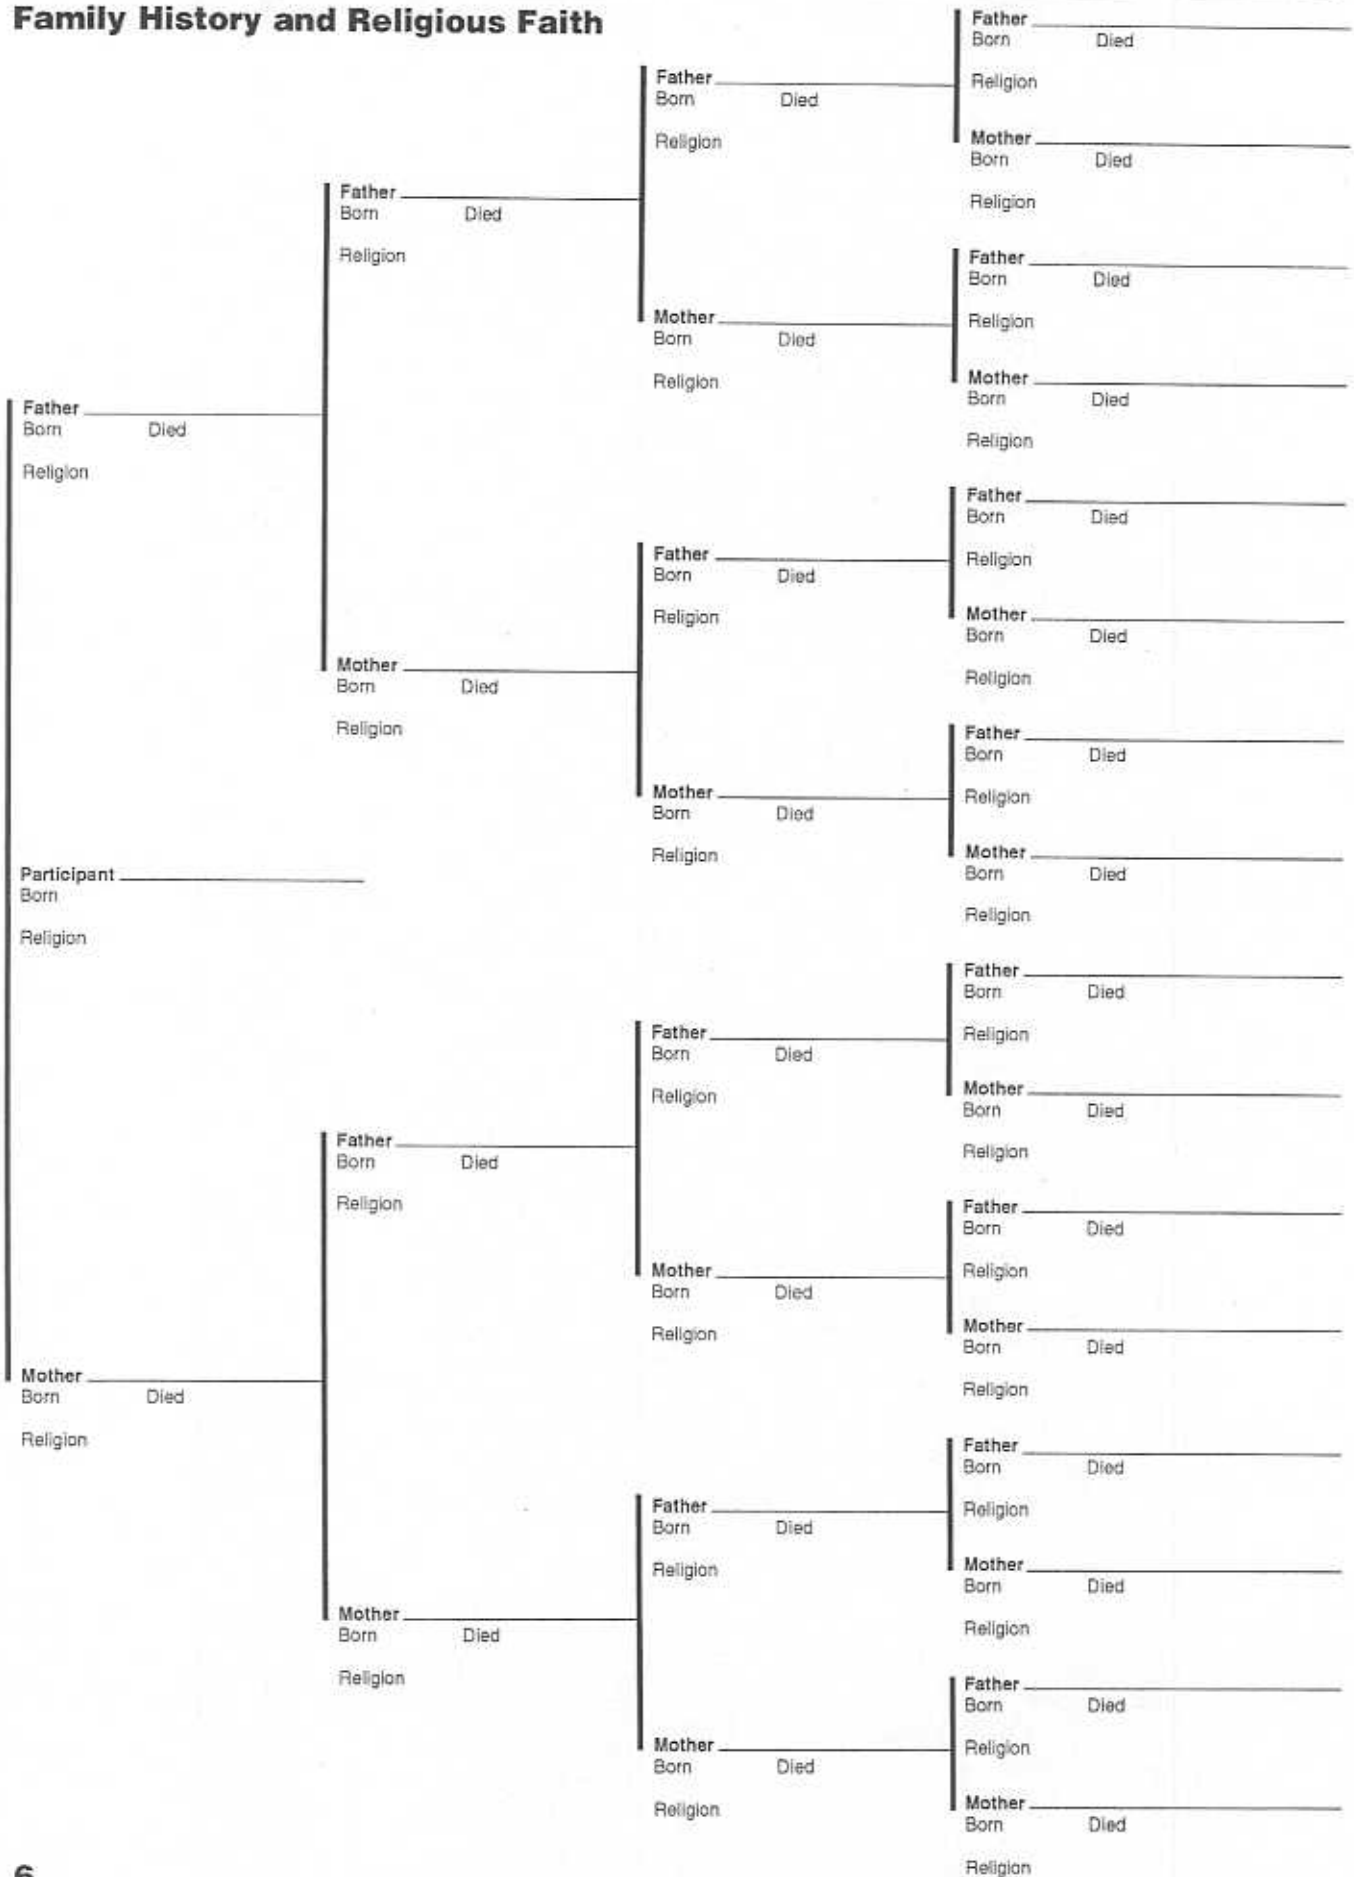 Family History and Religious Faith
Father
Born Died
Religion
Participant
Born
Religion
Mother
Born Died
Religion
Father
Born Died
Religion
Mother
Born Died
Religion
Father
Born Died
Religion
Mother
Born Died
Religion
Father
Born Died
Religion
Mother
Born Died
Religion
Father
Born Died
Religion
Mother
Born Died
Religion
Father
Born Died
Religion
Mother
Born Died
Religion
Father
Born Died
Religion
Mother
Born Died
Religion
Father
Born Died
Religion
Mother
Born Died
Religion
Father
Born Died
Religion
Mother
Born Died
Religion
Father
Born Died
Religion
Mother
Born Died
Religion
Father
Born Died
Religion
Mother
Born Died
Religion
Father
Born Died
Religion
Mother
Born Died
Religion
Father
Born Died
Religion
Mother
Born Died
Religion
Father
Born Died
Religion
Mother
Born Died
Religion
Father
Born Died
Religion
Mother
Born Died
Religion
6